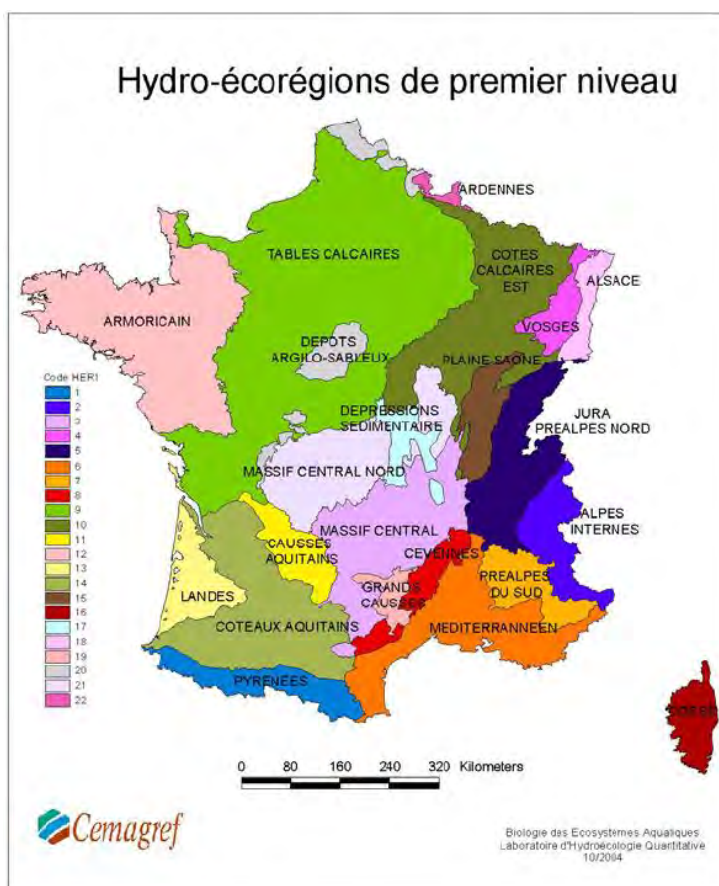 Hydro-écorégions de premier niveau
ARDENNES
TABLES CALCAIRES
COTES
CALCAIRES
EST
ALSACE
ARMORICAIN
VOSGES
DEPOTS
ARGILO-SABLEUX
PLAINE SAONE
Code HER1
1
2
3
4
5
6
7
8
9
10
11
12
13
14
15
16
17
18
19
20
21
22
DEPRESSIONS
SEDIMENTAIRE
JURA
PREALPES NORD
MASSIF CENTRAL NORD
ALPES
INTERNES
MASSIF CENTRAL
CAUSSES
AQUITAINS
CEVENNES
PREALPES
DU SUD
GRANDS
CAUSSES
LANDES
COTEAUX AQUITAINS
MEDITERRANNEEN
PYRENEES
CORSE
0 80 160 240 320 Kilometers
Cemagref
Biologie des Ecosystèmes Aquatiques
Laboratoire d'Hydroécologie Quantitative
10/2004